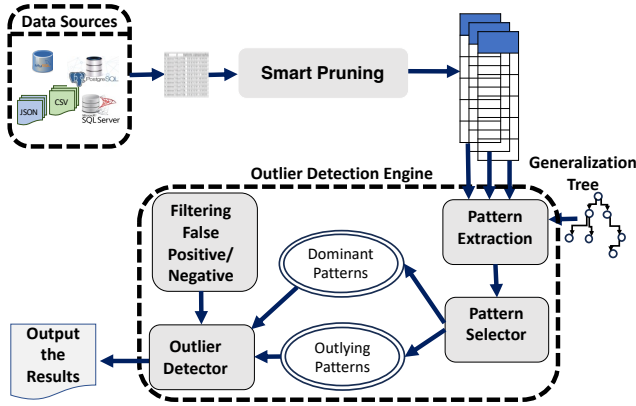 Data Sources
PostgreSQL
CSV
JSON
SQL Server
Smart Pruning
Generalization
Tree
Outlier Detection Engine
Filtering
False
Positive/
Negative
Dominant
Patterns
Pattern
Extraction
Pattern
Selector
Outlying
Patterns
Outlier
Detector
Output
the
Results